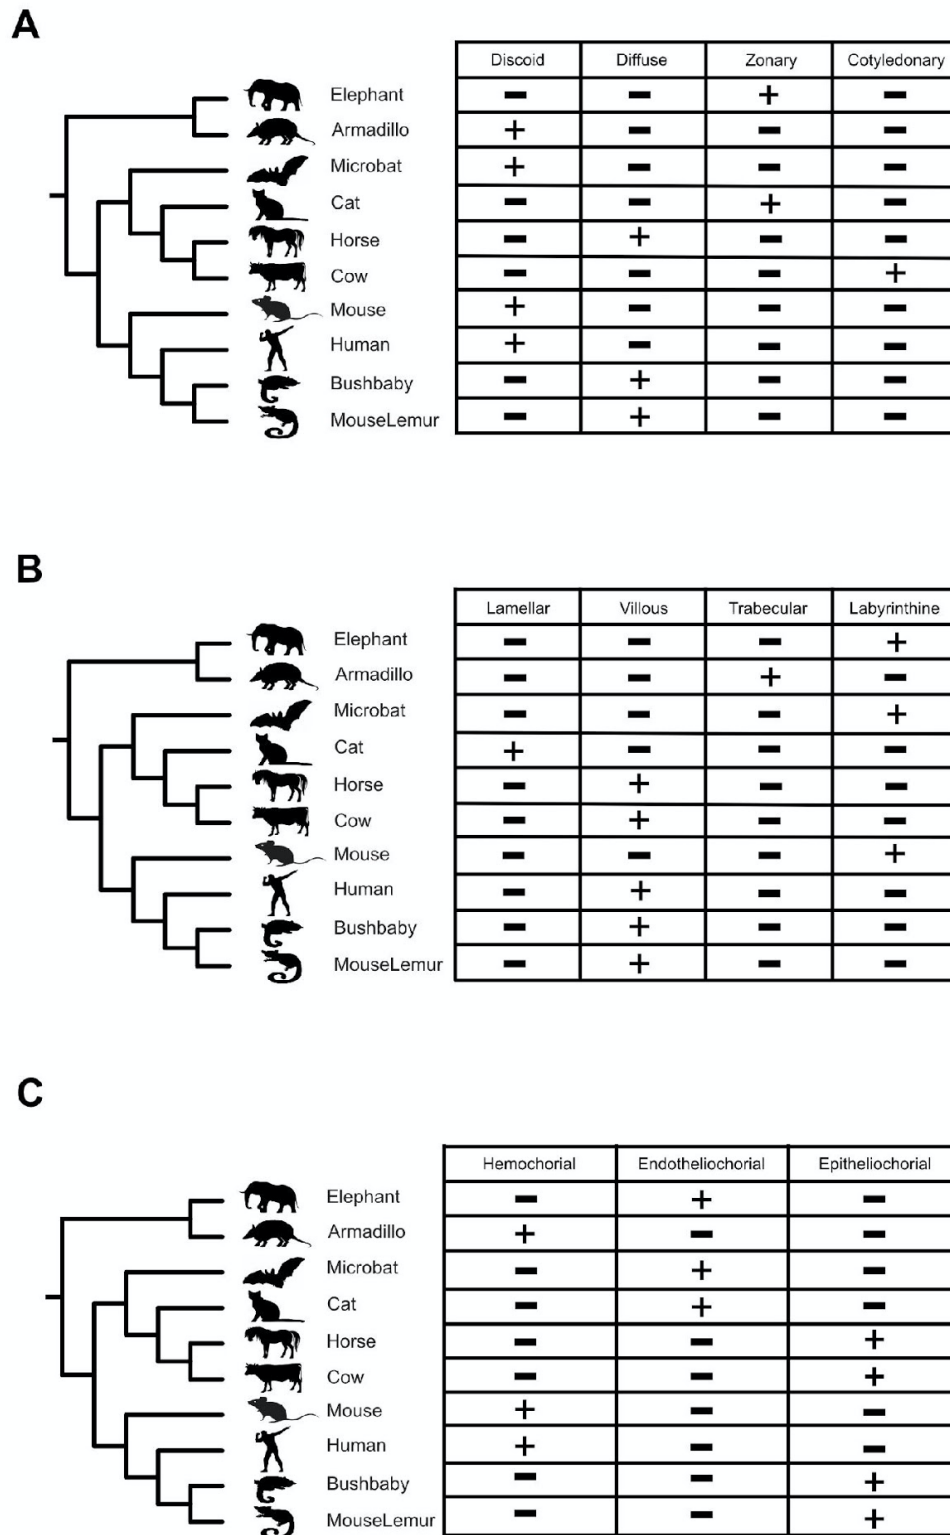 A
Discoid Diffuse Zonary Cotyledonary
Elephant − − + −
Armadillo + − − −
Microbat + − − −
Cat − − + −
Horse − + − −
Cow − − − +
Mouse + − − −
Human + − − −
Bushbaby − + − −
MouseLemur − + − −
B
Lamellar Villous Trabecular Labyrinthine
Elephant − − − +
Armadillo − − + −
Microbat − − − +
Cat + − − −
Horse − + − −
Cow − + − −
Mouse − − − +
Human − + − −
Bushbaby − + − −
MouseLemur − + − −
C
Hemochorial Endotheliochorial Epitheliochorial
Elephant − + −
Armadillo + − −
Microbat − + −
Cat − + −
Horse − − +
Cow − − +
Mouse + − −
Human + − −
Bushbaby − − +
MouseLemur − − +